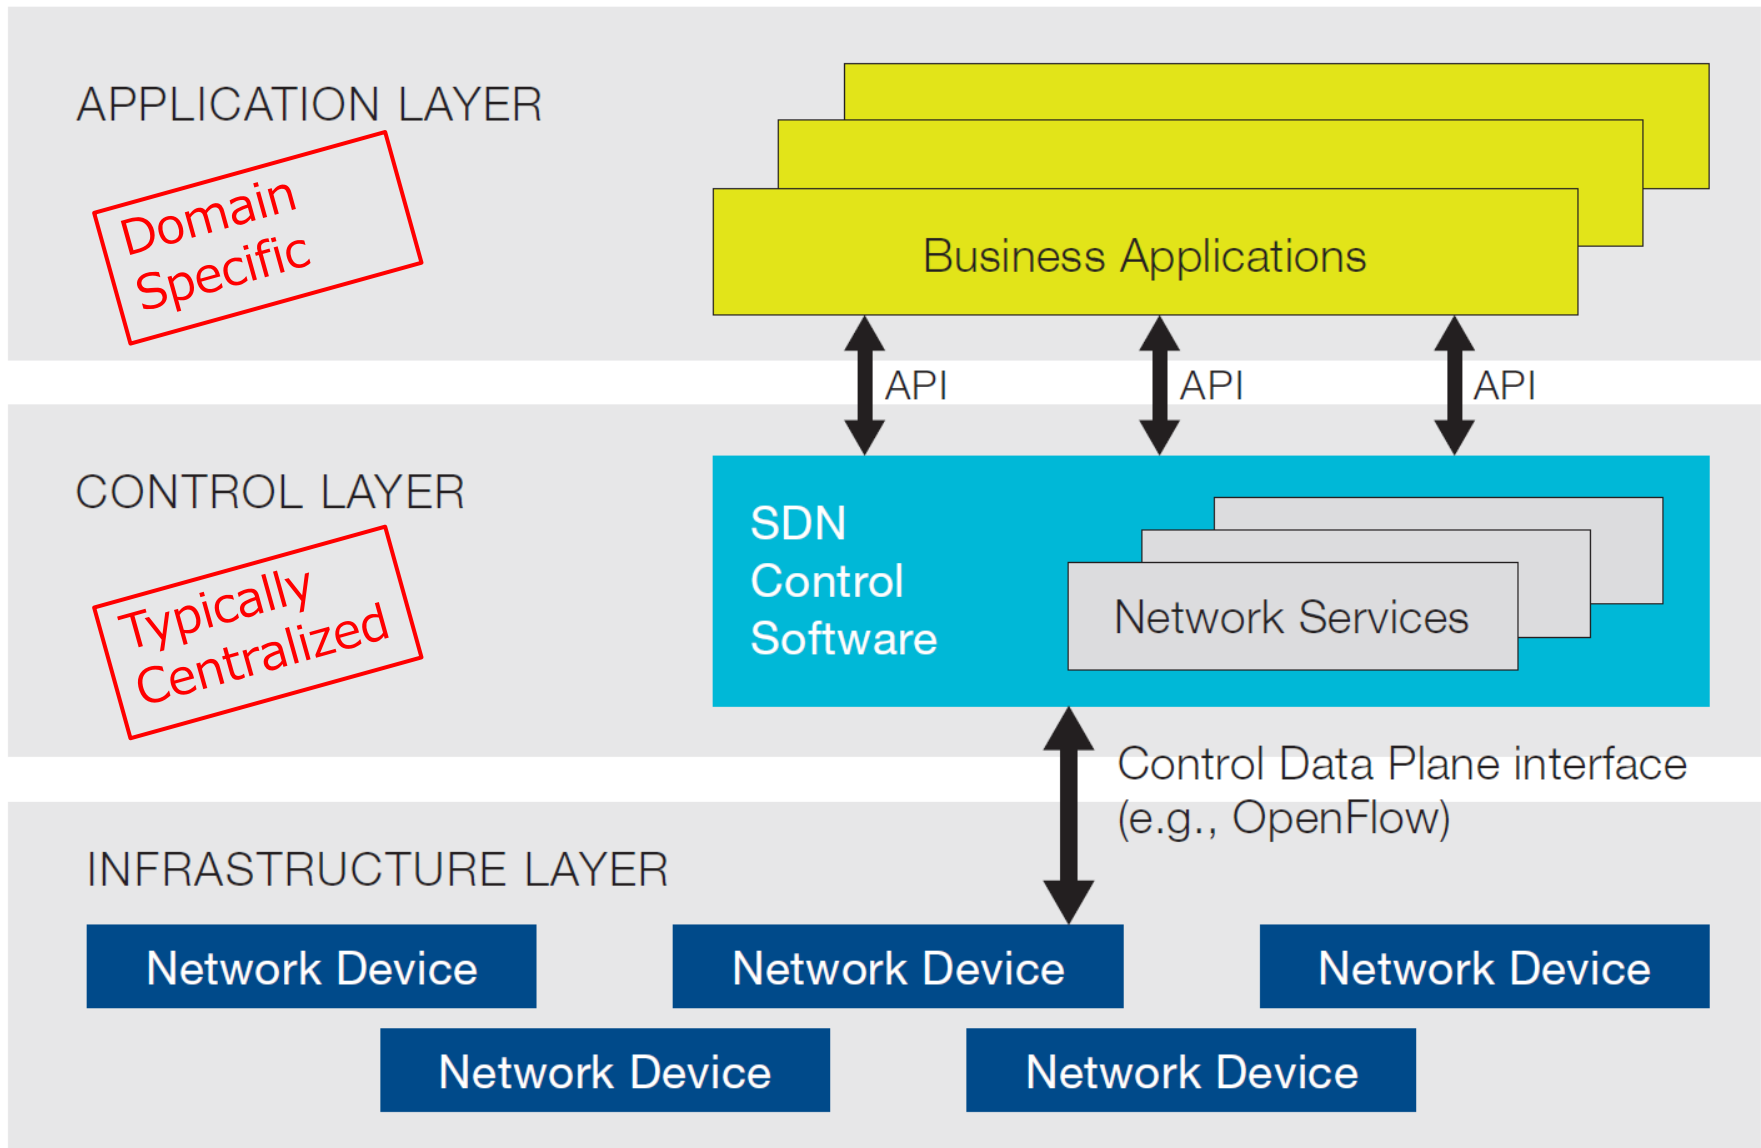 APPLICATION LAYER
Domain
Specific
Business Applications
API
API
API
CONTROL LAYER
Typically
Centralized
SDN
Control
Software
Network Services
Control Data Plane interface
(e.g., OpenFlow)
INFRASTRUCTURE LAYER
Network Device
Network Device
Network Device
Network Device
Network Device